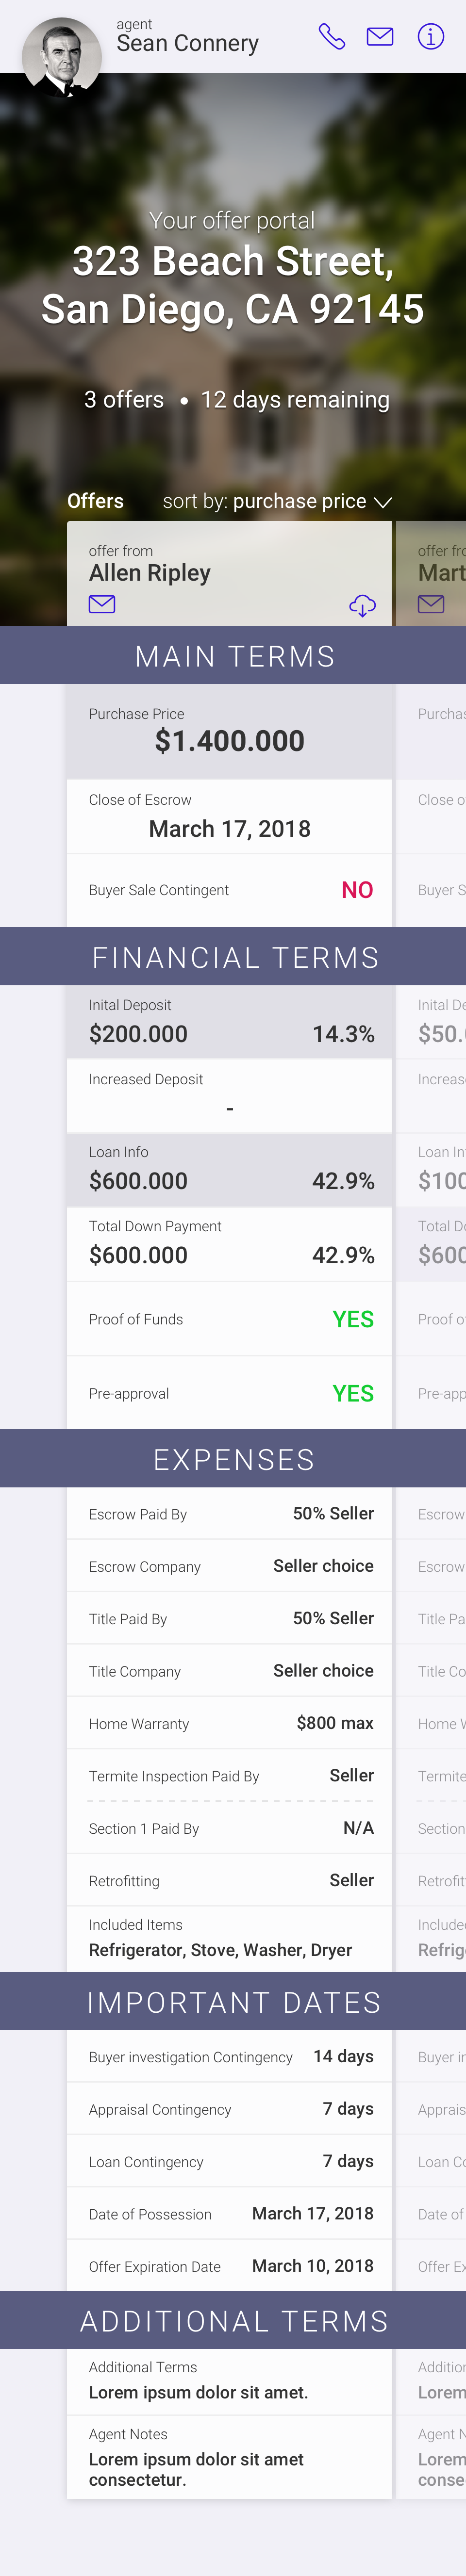 agent
Sean Connery
Your offer portal
323 Beach Street,
San Diego, CA 92145
3 offers • 12 days remaining
Offers sort by: purchase price
offer from
Allen Ripley
offer fr
Mart
MAIN TERMS
Purchase Price
$1.400.000
Purcha
Close of Escrow
March 17, 2018
Close o
Buyer Sale Contingent NO
Buyer S
FINANCIAL TERMS
Inital Deposit
$200.000 14.3%
Inital De
$50.
Increased Deposit
-
Increas
Loan Info
$600.000 42.9%
Loan In
$100
Total Down Payment
$600.000 42.9%
Total D
$600
Proof of Funds YES
Proof o
Pre-approval YES
Pre-app
EXPENSES
Escrow Paid By 50% Seller
Escrow
Escrow Company Seller choice
Escrow
Title Paid By 50% Seller
Title Pa
Title Company Seller choice
Title Co
Home Warranty $800 max
Home W
Termite Inspection Paid By Seller
Termite
Section 1 Paid By N/A
Section
Retrofitting Seller
Retrofit
Included Items
Refrigerator, Stove, Washer, Dryer
Include
Refrig
IMPORTANT DATES
Buyer investigation Contingency 14 days
Buyer in
Appraisal Contingency 7 days
Apprais
Loan Contingency 7 days
Loan Co
Date of Possession March 17, 2018
Date of
Offer Expiration Date March 10, 2018
Offer Ex
ADDITIONAL TERMS
Additional Terms
Lorem ipsum dolor sit amet.
Addition
Lorem
Agent Notes
Lorem ipsum dolor sit amet
consectetur.
Agent N
Lorem
conse